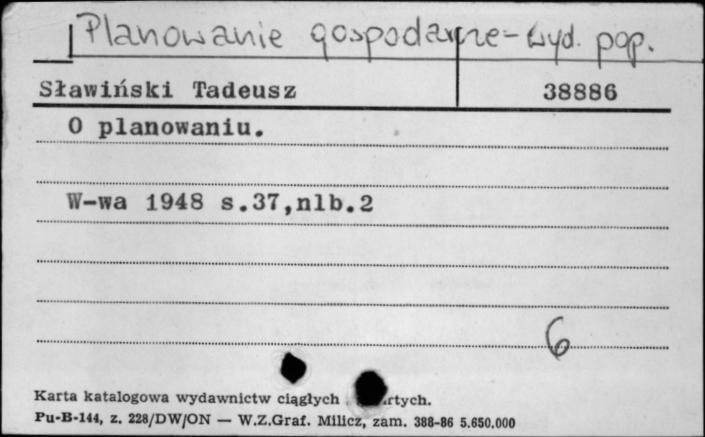 Planowanie gospodarcze - wyd. pop.
Sławiński Tadeusz 38886
O planowaniu.
W-wa 1948 s.37,nlb.2
6
Karta katalogowa wydawnictw ciągłych
Pu-B-144, z. 228/DW/ON — W.Z.Graf. Milicz, zam. 388-86 5.650.000